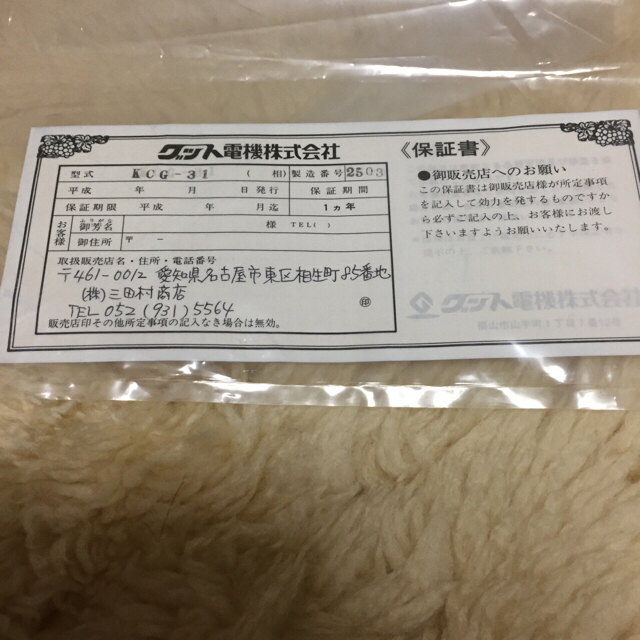 グット電機株式会社 《保証書》
型式 KCG-31 （ 相） 製造番号 2503
平成 年 月 日発行 保証期間
保証期限 平成 年 月迄 1ヵ年
お客様 ふりがな 御芳名 様 TEL( )
御住所 〒 －
取扱販売店名・住所・電話番号
〒461-0012 愛知県名古屋市東区相生町85番地
(株)三田村商店
TEL 052(931)5564
印
販売店印その他所定事項の記入なき場合は無効。
●御販売店へのお願い
この保証書は御販売店様が所定事項
を記入して効力を発するものですか
ら必ずご記入の上、お客様にお渡し
下さいますようお願いいたします。
グット電機株式会社